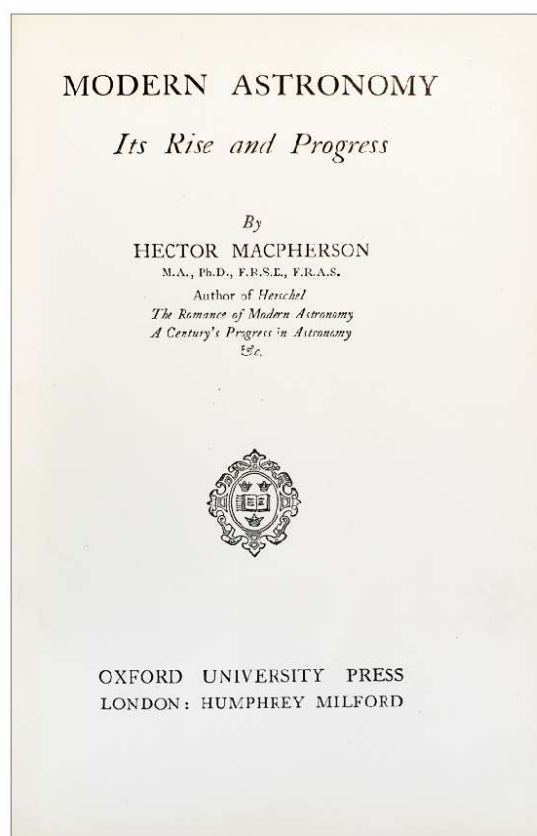 MODERN ASTRONOMY
Its Rise and Progress
By
HECTOR MACPHERSON
M.A., Ph.D., F.R.S.E., F.R.A.S.
Author of Herschel
The Romance of Modern Astronomy
A Century's Progress in Astronomy
&c.
OXFORD UNIVERSITY PRESS
LONDON: HUMPHREY MILFORD